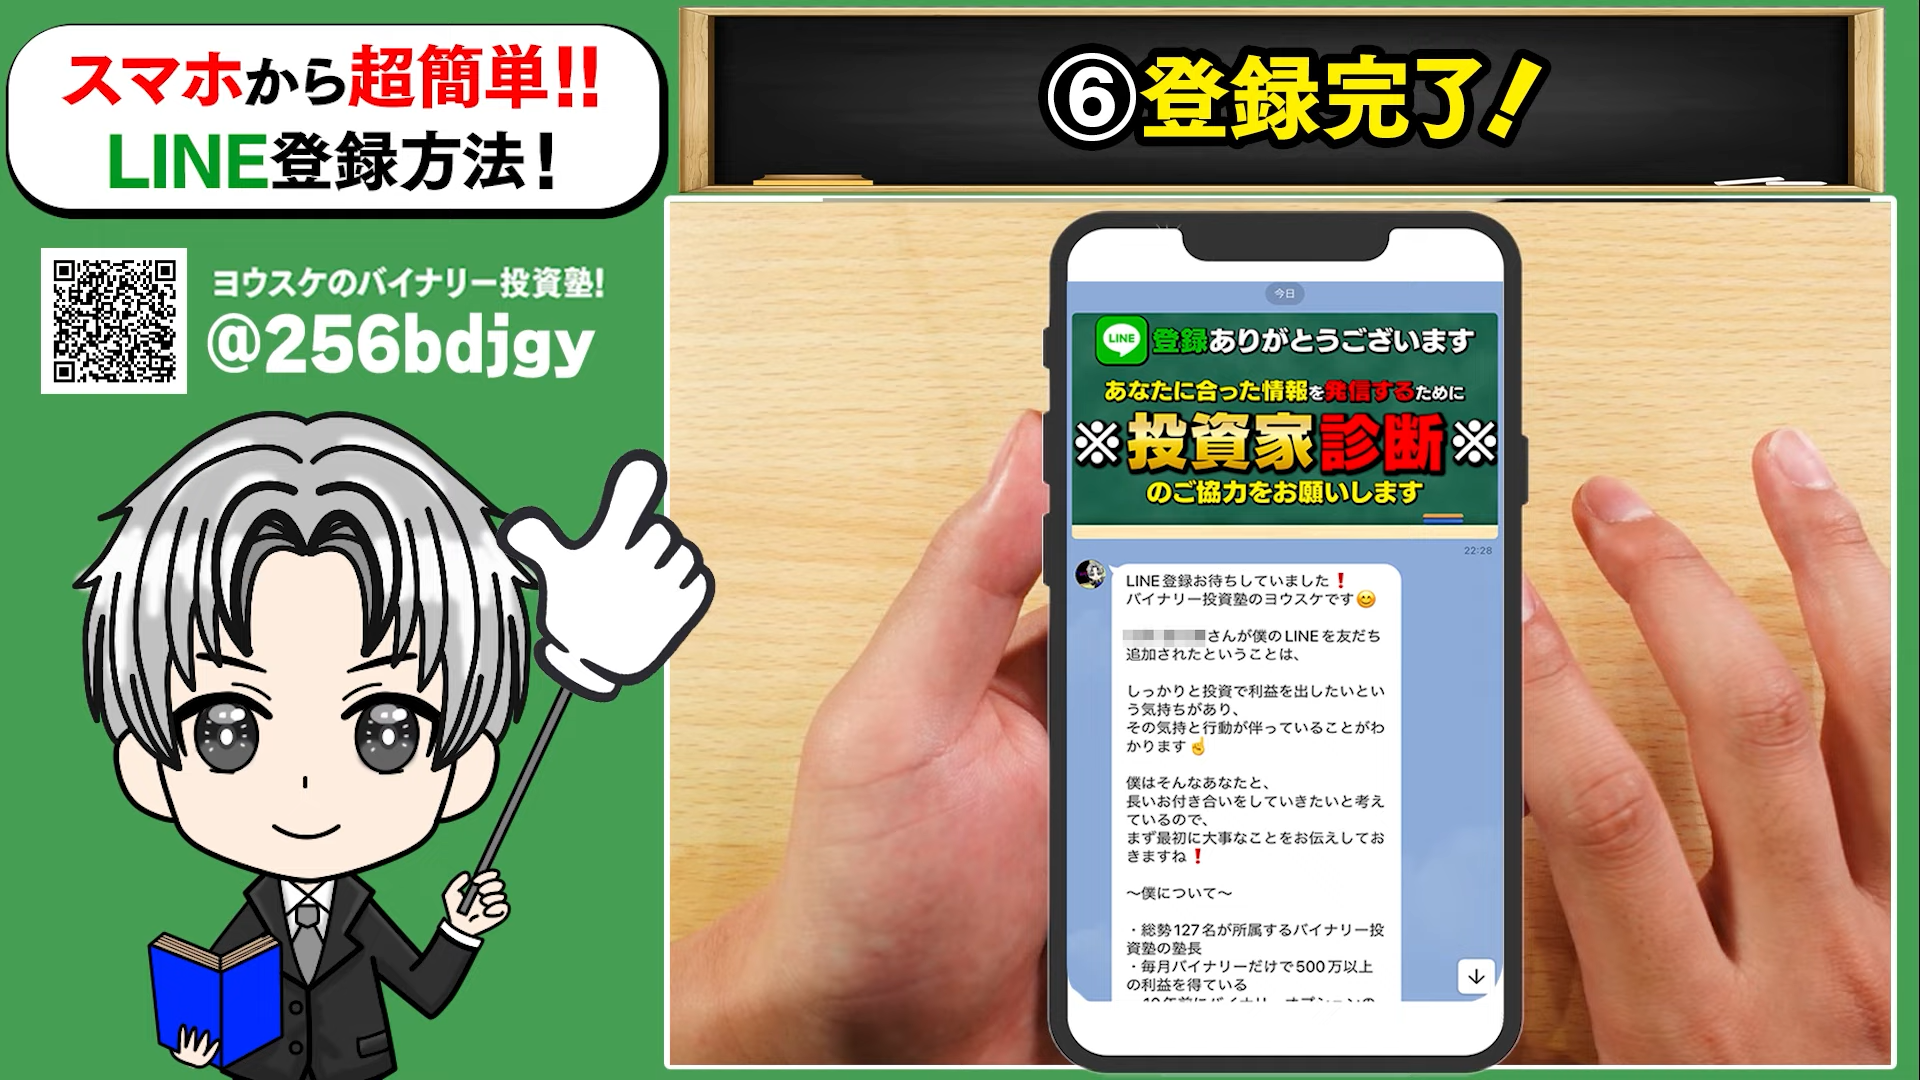 スマホから超簡単!!
LINE登録方法!
ヨウスケのバイナリー投資塾!
@256bdjgy
⑥登録完了!
今日
LINE 登録ありがとうございます
あなたに合った情報を発信するために
※投資家診断※
のご協力をお願いします
22:28
LINE登録お待ちしていました❗
バイナリー投資塾のヨウスケです😊
さんが僕のLINEを友だち
追加されたということは、
しっかりと投資で利益を出したいとい
う気持ちがあり、
その気持と行動が伴っていることがわ
かります☝
僕はそんなあなたと、
長いお付き合いをしていきたいと考え
ているので、
まず最初に大事なことをお伝えしてお
きますね❗
〜僕について〜
・総勢127名が所属するバイナリー投
資塾の塾長
・毎月バイナリーだけで500万以上
の利益を得ている